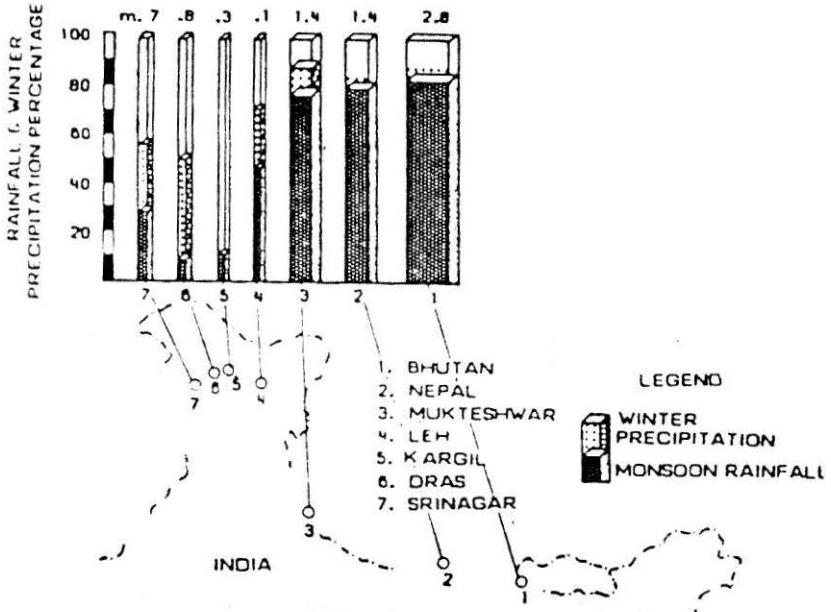 m. 7 .8 .3 .1 1.4 1.4 2.8
RAINFALL & WINTER
PRECIPITATION PERCENTAGE
100
80
60
40
20
7 6 5 4 3 2 1
7
6
5
4
3
2
1
1. BHUTAN
2. NEPAL
3. MUKTESHWAR
4. LEH
5. KARGIL
6. DRAS
7. SRINAGAR
LEGEND
WINTER
PRECIPITATION
MONSOON RAINFALL
INDIA